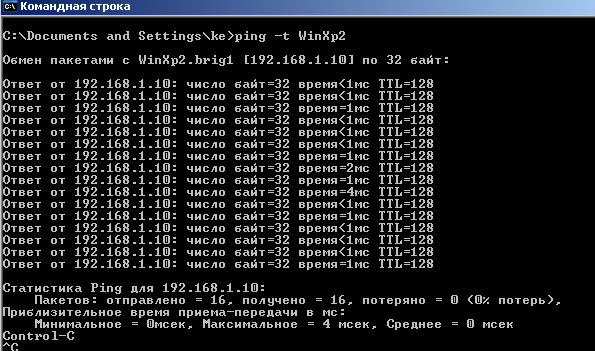 Командная строка
C:\Documents and Settings\ke>ping -t WinXp2
Обмен пакетами с WinXp2.brig1 [192.168.1.10] по 32 байт:
Ответ от 192.168.1.10: число байт=32 время<1мс TTL=128
Ответ от 192.168.1.10: число байт=32 время<1мс TTL=128
Ответ от 192.168.1.10: число байт=32 время=1мс TTL=128
Ответ от 192.168.1.10: число байт=32 время<1мс TTL=128
Ответ от 192.168.1.10: число байт=32 время<1мс TTL=128
Ответ от 192.168.1.10: число байт=32 время<1мс TTL=128
Ответ от 192.168.1.10: число байт=32 время=1мс TTL=128
Ответ от 192.168.1.10: число байт=32 время=2мс TTL=128
Ответ от 192.168.1.10: число байт=32 время=1мс TTL=128
Ответ от 192.168.1.10: число байт=32 время=4мс TTL=128
Ответ от 192.168.1.10: число байт=32 время<1мс TTL=128
Ответ от 192.168.1.10: число байт=32 время=1мс TTL=128
Ответ от 192.168.1.10: число байт=32 время<1мс TTL=128
Ответ от 192.168.1.10: число байт=32 время<1мс TTL=128
Ответ от 192.168.1.10: число байт=32 время<1мс TTL=128
Ответ от 192.168.1.10: число байт=32 время=1мс TTL=128
Статистика Ping для 192.168.1.10:
Пакетов: отправлено = 16, получено = 16, потеряно = 0 (0% потерь),
Приблизительное время приема-передачи в мс:
Минимальное = 0мсек, Максимальное = 4 мсек, Среднее = 0 мсек
Control-C
^C